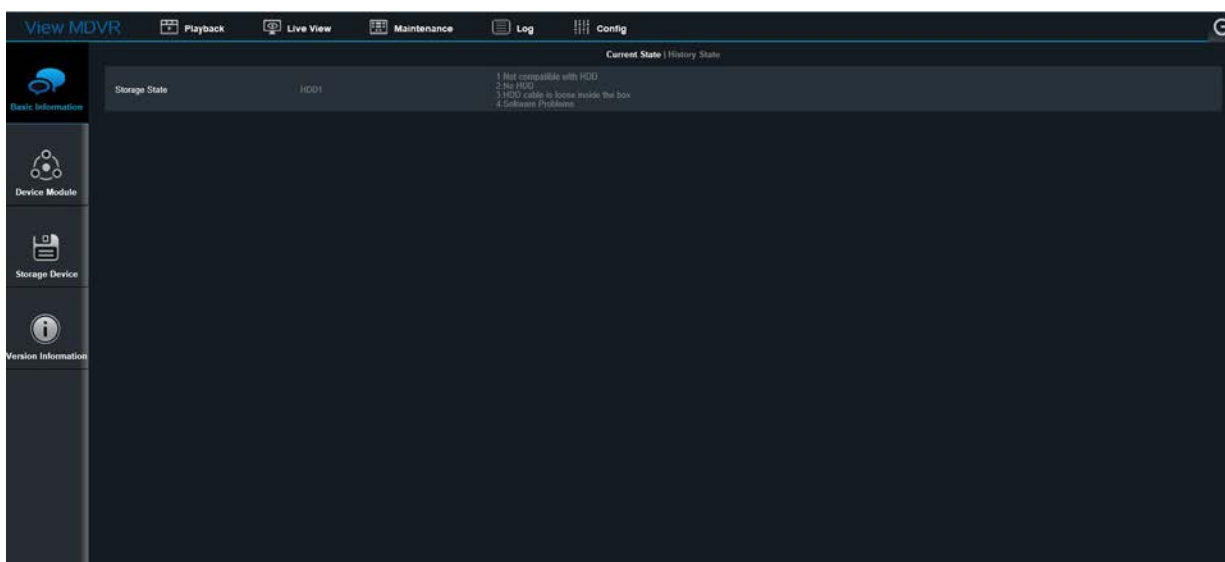 View MDVR Playback Live View Maintenance Log Config
Current State | History State
Basic Information
Storage State HDD1
1.Not compatible with HDD
2.No HDD
3.HDD cable is loose inside the box
4.Software Problems
Device Module
Storage Device
Version Information